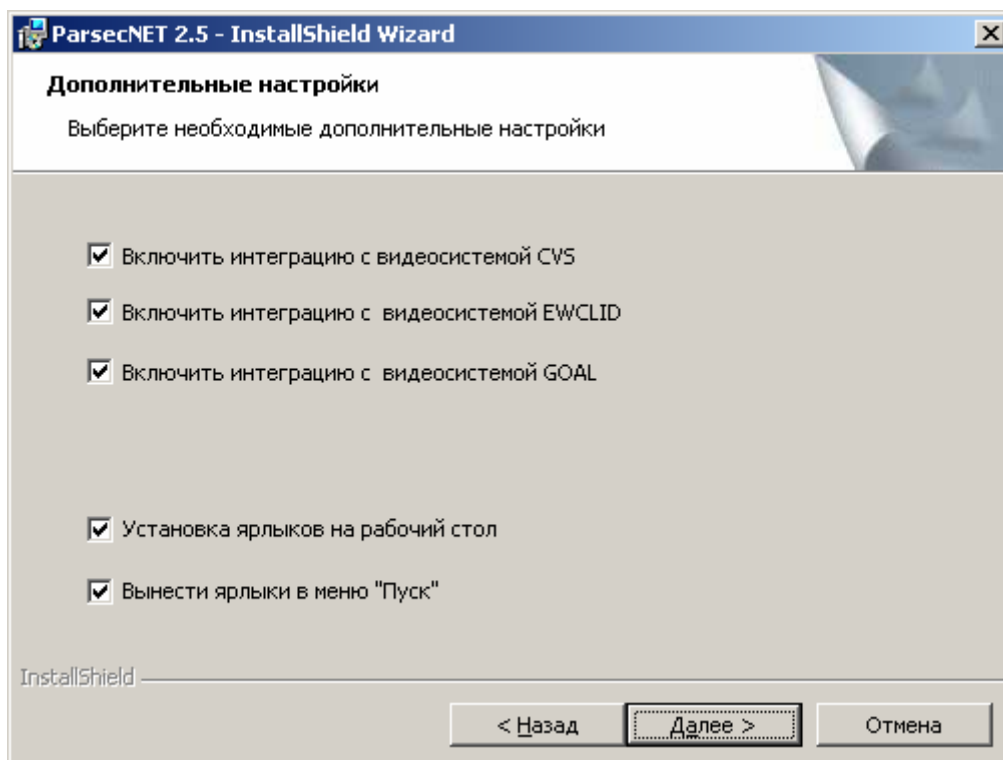 ParsecNET 2.5 - InstallShield Wizard
Дополнительные настройки
Выберите необходимые дополнительные настройки
Включить интеграцию с видеосистемой CVS
Включить интеграцию с видеосистемой EWCLID
Включить интеграцию с видеосистемой GOAL
Установка ярлыков на рабочий стол
Вынести ярлыки в меню "Пуск"
InstallShield
< Назад Далее > Отмена